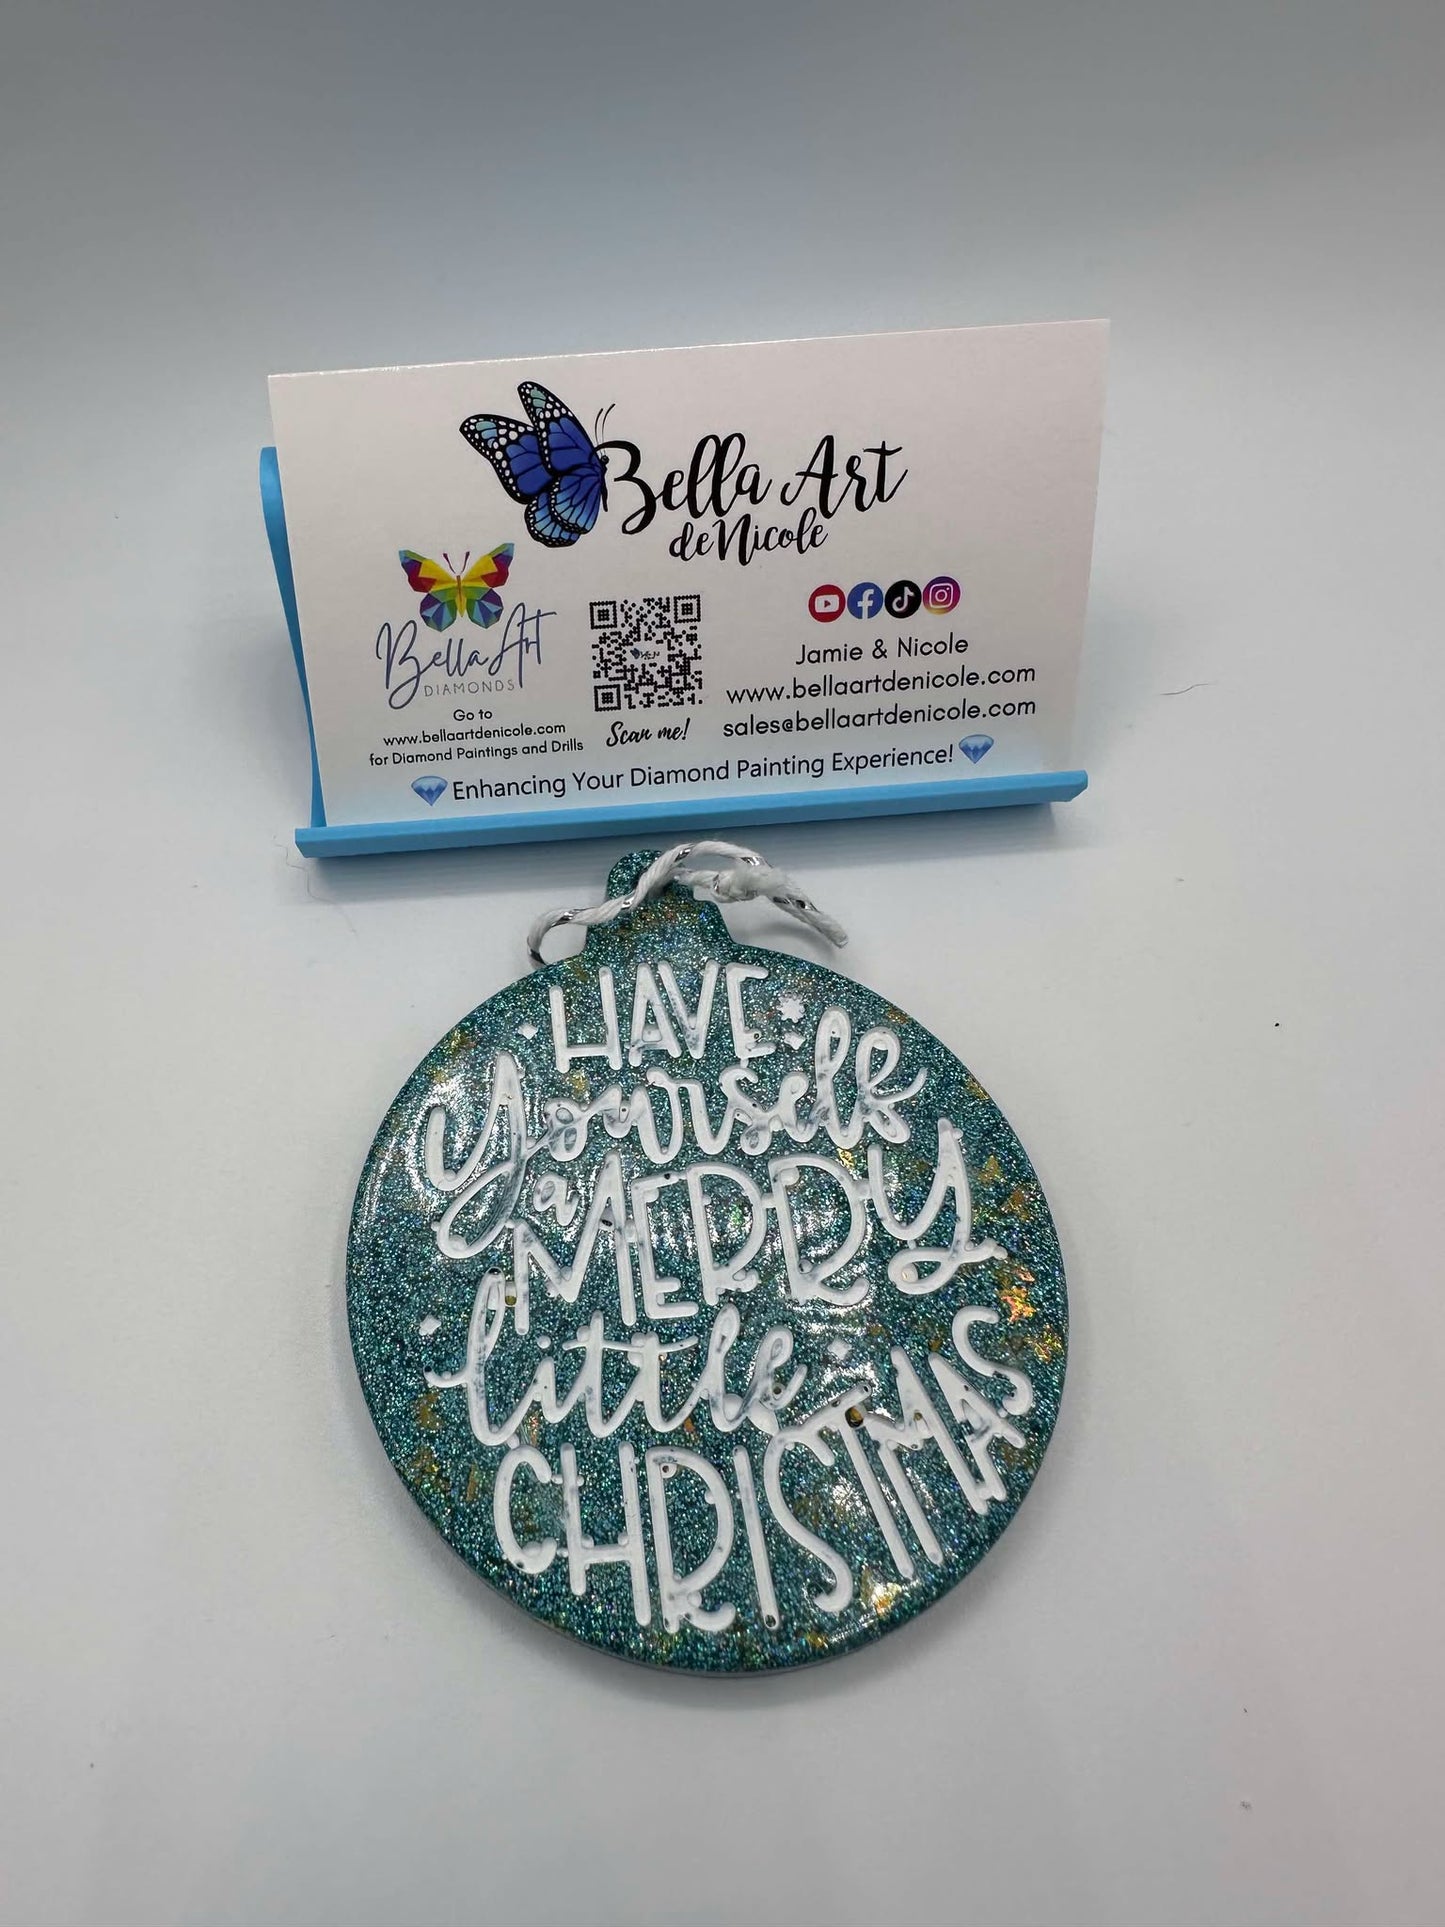 Bella Art
deNicole
Bella Art
DIAMONDS
Go to
www.bellaartdenicole.com
for Diamond Paintings and Drills
Scan me!
Jamie & Nicole
www.bellaartdenicole.com
sales@bellaartdenicole.com
Enhancing Your Diamond Painting Experience!
HAVE
Yourself
a MERRY
little
CHRISTMAS